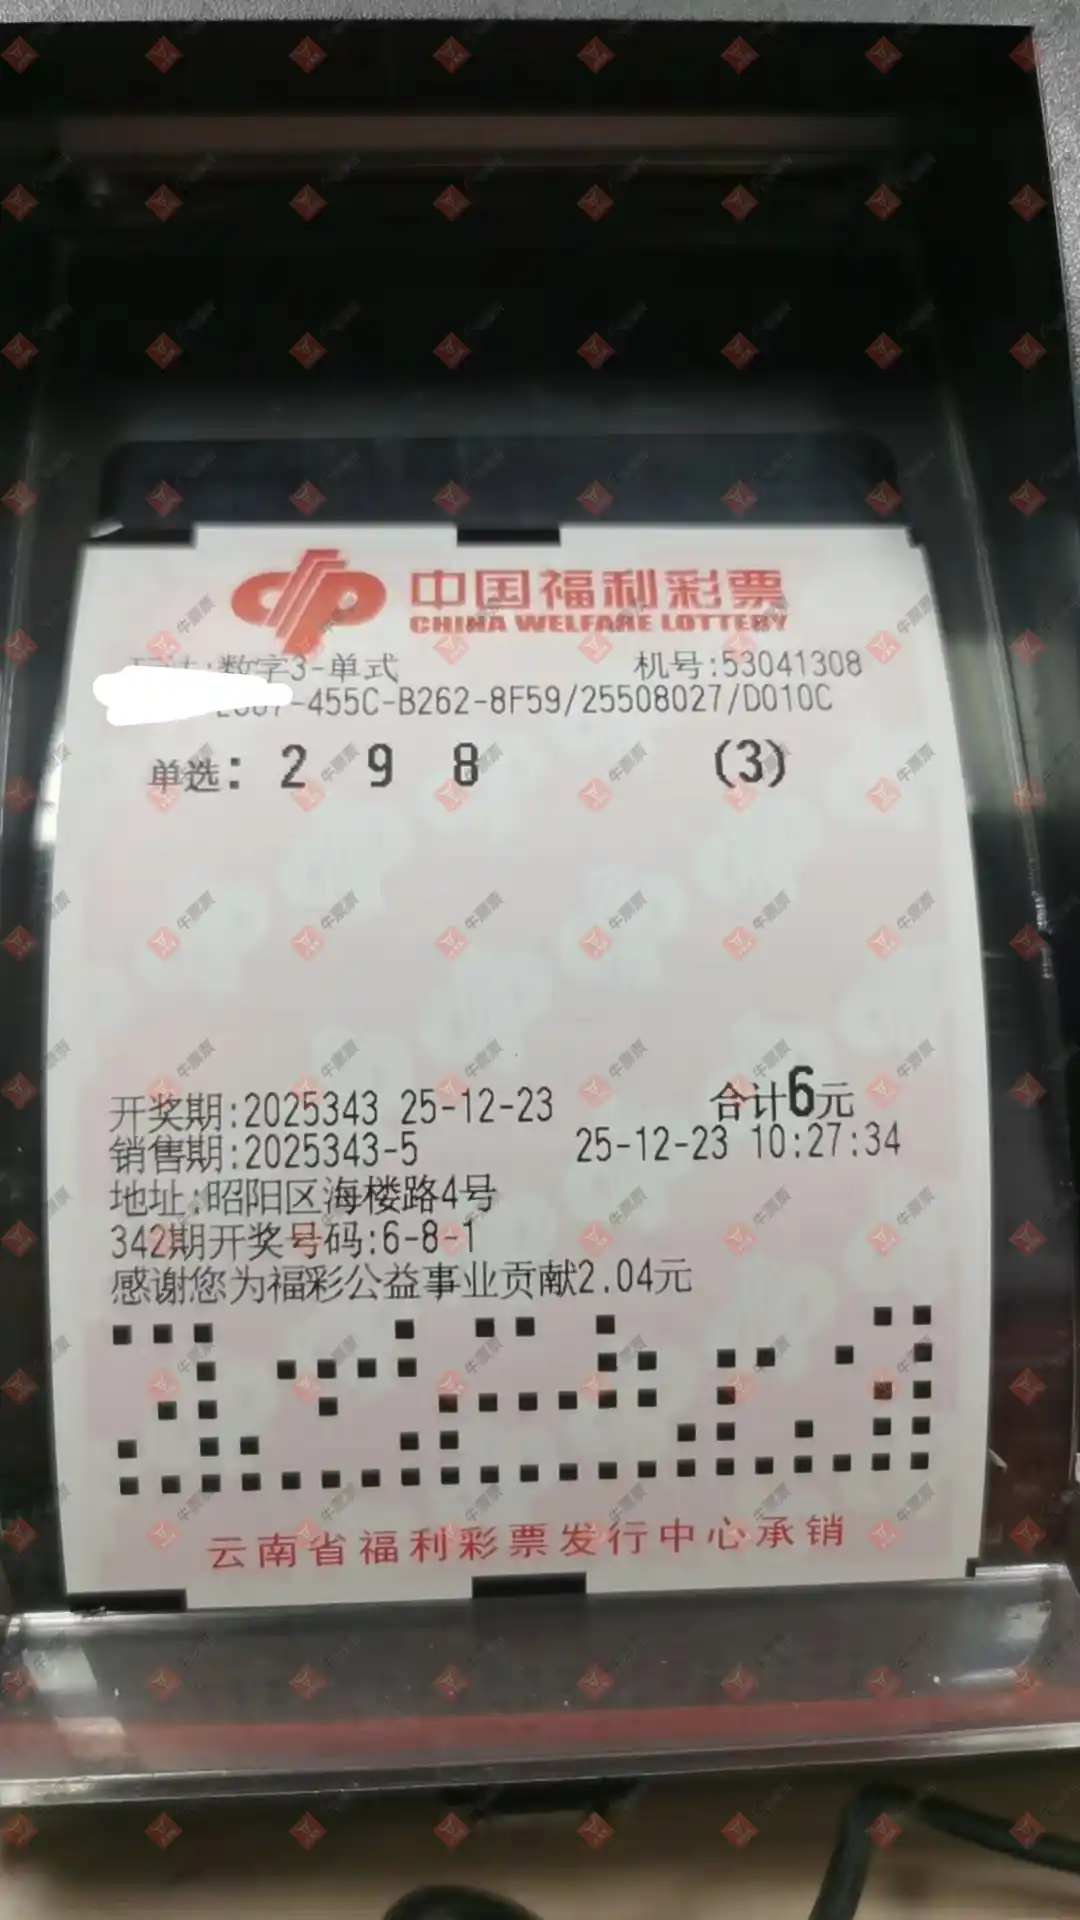 中国福利彩票
CHINA WELFARE LOTTERY
:数字3-单式 机号:53041308
-455C-B262-8F59/25508027/D010C
单选: 2 9 8 (3)
开奖期:2025343 25-12-23 合计6元
销售期:2025343-5 25-12-23 10:27:34
地址:昭阳区海楼路4号
342期开奖号码:6-8-1
感谢您为福彩公益事业贡献2.04元
云南省福利彩票发行中心承销
牛票票